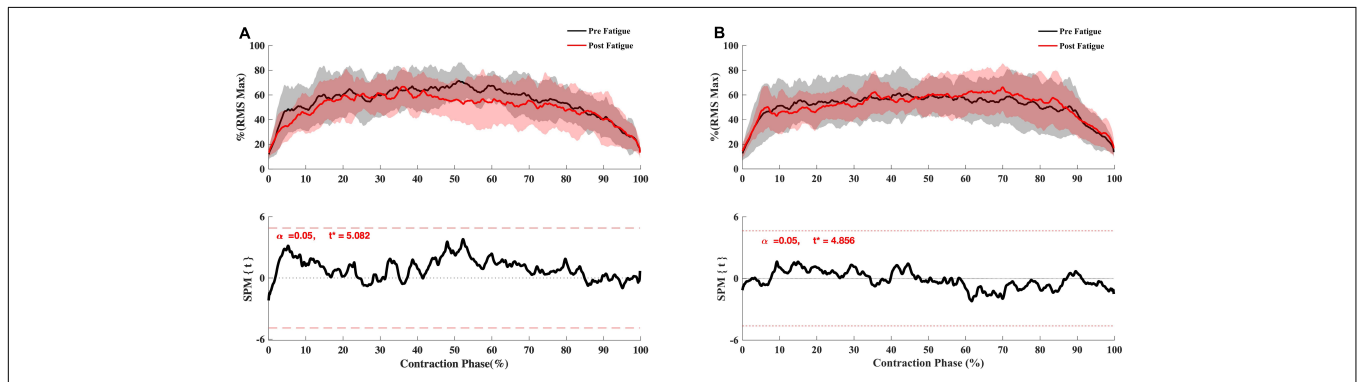 A
Pre Fatigue
Post Fatigue
%(RMS Max)
100
80
60
40
20
0
0 10 20 30 40 50 60 70 80 90 100
α =0.05, t* = 5.082
SPM { t }
6
0
-6
0 10 20 30 40 50 60 70 80 90 100
Contraction Phase(%)
B
Pre Fatigue
Post Fatigue
%(RMS Max)
100
80
60
40
20
0
0 10 20 30 40 50 60 70 80 90 100
α =0.05, t* = 4.856
SPM { t }
6
0
-6
0 10 20 30 40 50 60 70 80 90 100
Contraction Phase (%)